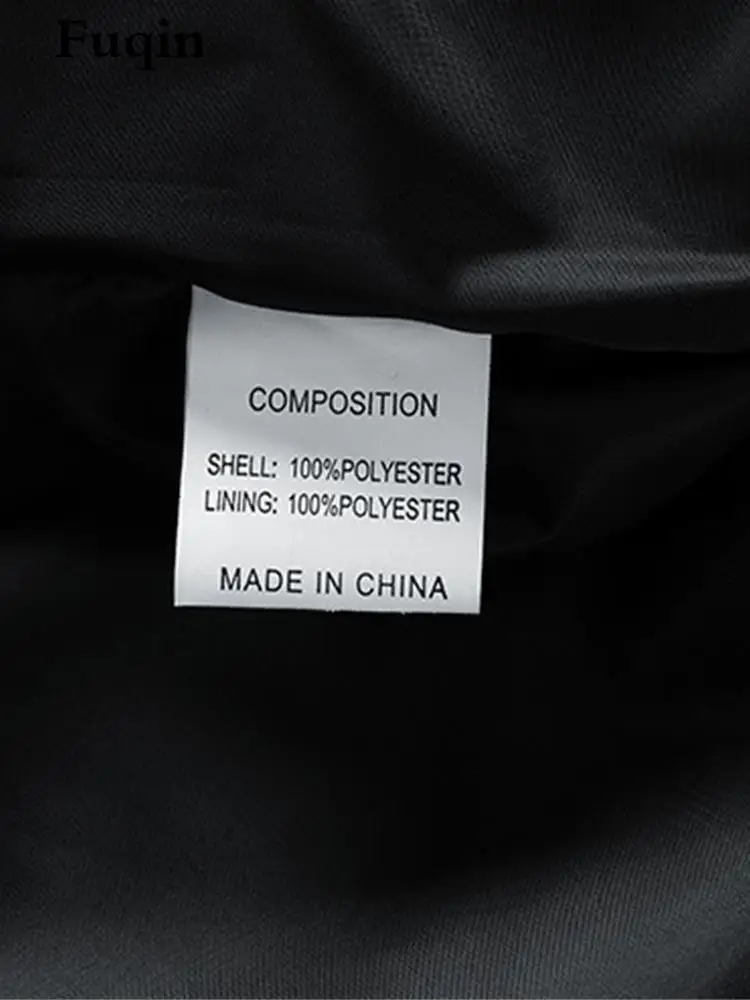 Fuqin
COMPOSITION
SHELL: 100%POLYESTER
LINING: 100%POLYESTER
MADE IN CHINA